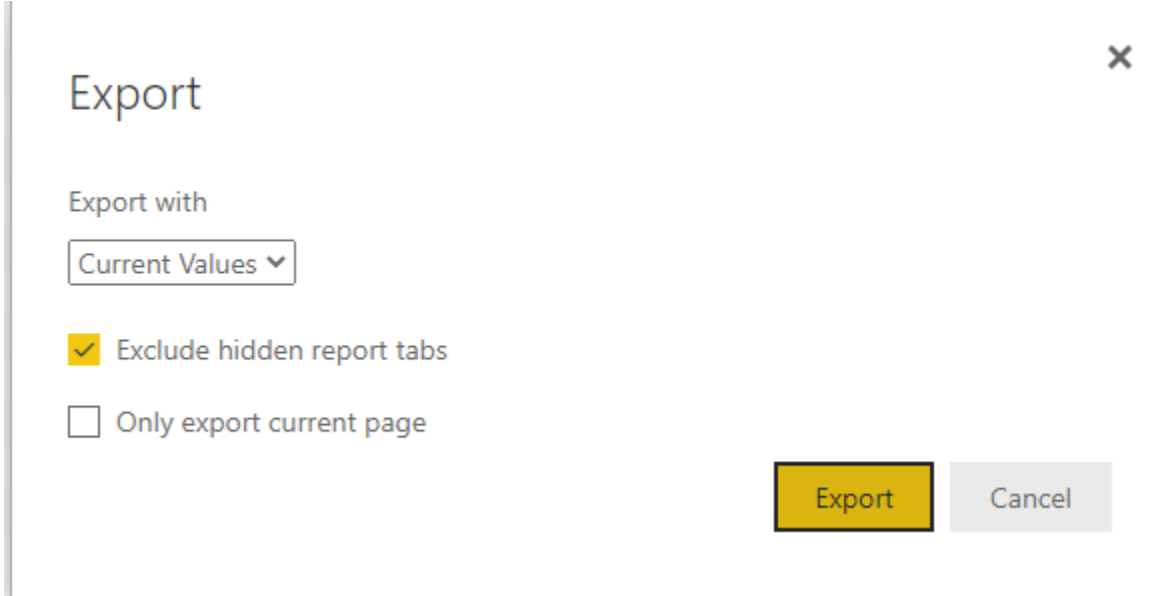 Export
Export with
Current Values
Exclude hidden report tabs
Only export current page
Export Cancel